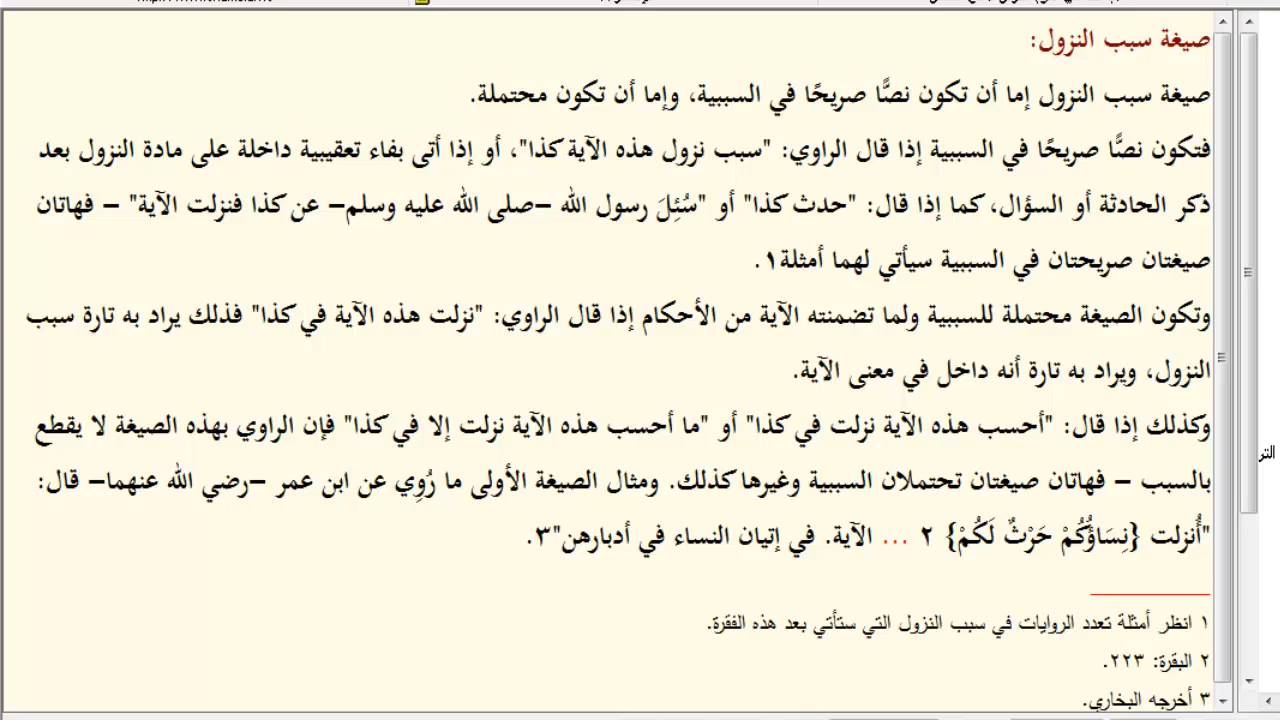 صيغة سبب النزول:
صيغة سبب النزول إما أن تكون نصًّا صريحًا في السببية، وإما أن تكون محتملة.
فتكون نصًّا صريحًا في السببية إذا قال الراوي: "سبب نزول هذه الآية كذا"، أو إذا أتى بفاء تعقيبية داخلة على مادة النزول بعد
ذكر الحادثة أو السؤال، كما إذا قال: "حدث كذا" أو "سُئِلَ رسول الله –صلى الله عليه وسلم– عن كذا فنزلت الآية" – فهاتان
صيغتان صريحتان في السببية سيأتي لهما أمثلة١.
وتكون الصيغة محتملة للسببية ولما تضمنته الآية من الأحكام إذا قال الراوي: "نزلت هذه الآية في كذا" فذلك يراد به تارة سبب
النزول، ويراد به تارة أنه داخل في معنى الآية.
وكذلك إذا قال: "أحسب هذه الآية نزلت في كذا" أو "ما أحسب هذه الآية نزلت إلا في كذا" فإن الراوي بهذه الصيغة لا يقطع
بالسبب – فهاتان صيغتان تحتملان السببية وغيرها كذلك. ومثال الصيغة الأولى ما رُوِي عن ابن عمر –رضي الله عنهما– قال:
"أُنزلت {نِسَاؤُكُمْ حَرْثٌ لَكُمْ} ٢ ... الآية. في إتيان النساء في أدبارهن"٣.
١ انظر أمثلة تعدد الروايات في سبب النزول التي ستأتي بعد هذه الفقرة.
٢ البقرة: ٢٢٣.
٣ أخرجه البخاري.
التر